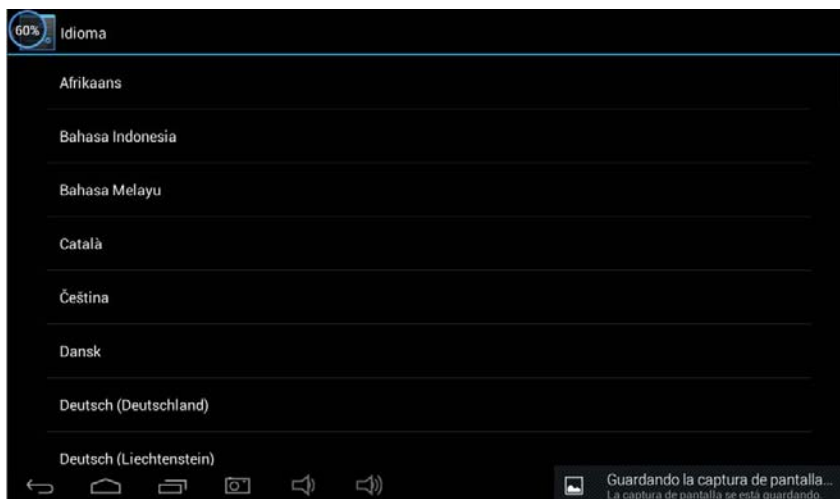 60%
Idioma
Afrikaans
Bahasa Indonesia
Bahasa Melayu
Català
Čeština
Dansk
Deutsch (Deutschland)
Deutsch (Liechtenstein)
Guardando la captura de pantalla...
La captura de pantalla se está guardando.